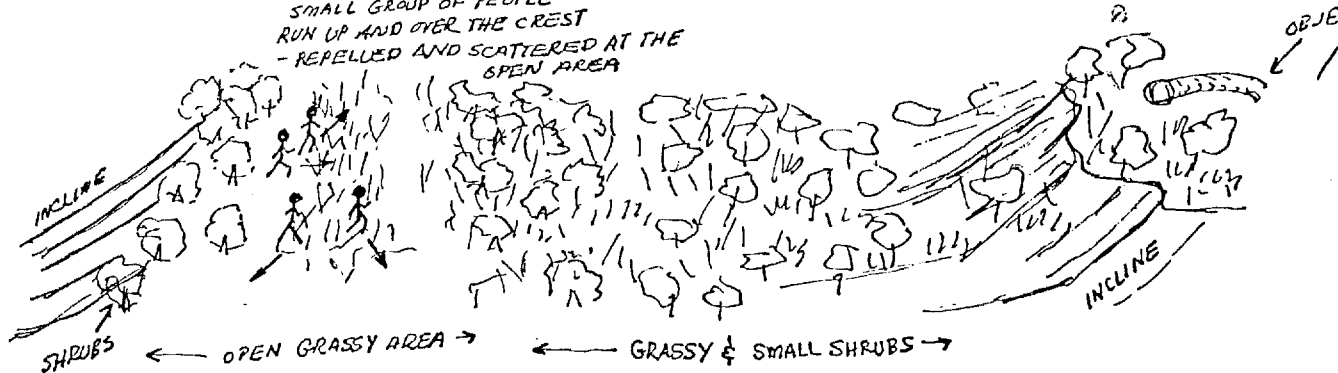 SMALL GROUP OF PEOPLE
RUN UP AND OVER THE CREST
- REPELLED AND SCATTERED AT THE
OPEN AREA
OBJE
INCLINE
INCLINE
SHRUBS
← OPEN GRASSY AREA →
← GRASSY & SMALL SHRUBS →